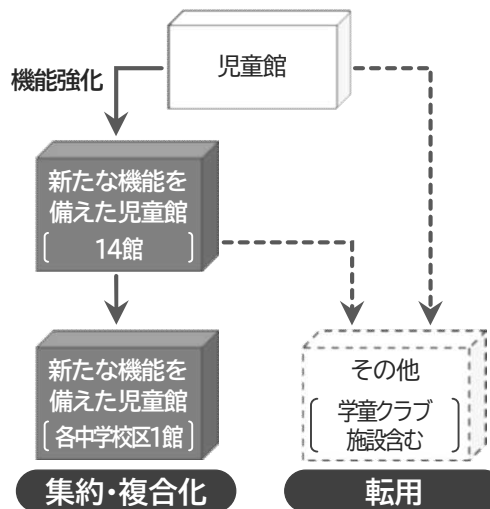 児童館
機能強化
新たな機能を
備えた児童館
[ 14館 ]
新たな機能を
備えた児童館
[各中学校区1館]
その他
[学童クラブ
施設含む]
集約・複合化
転用